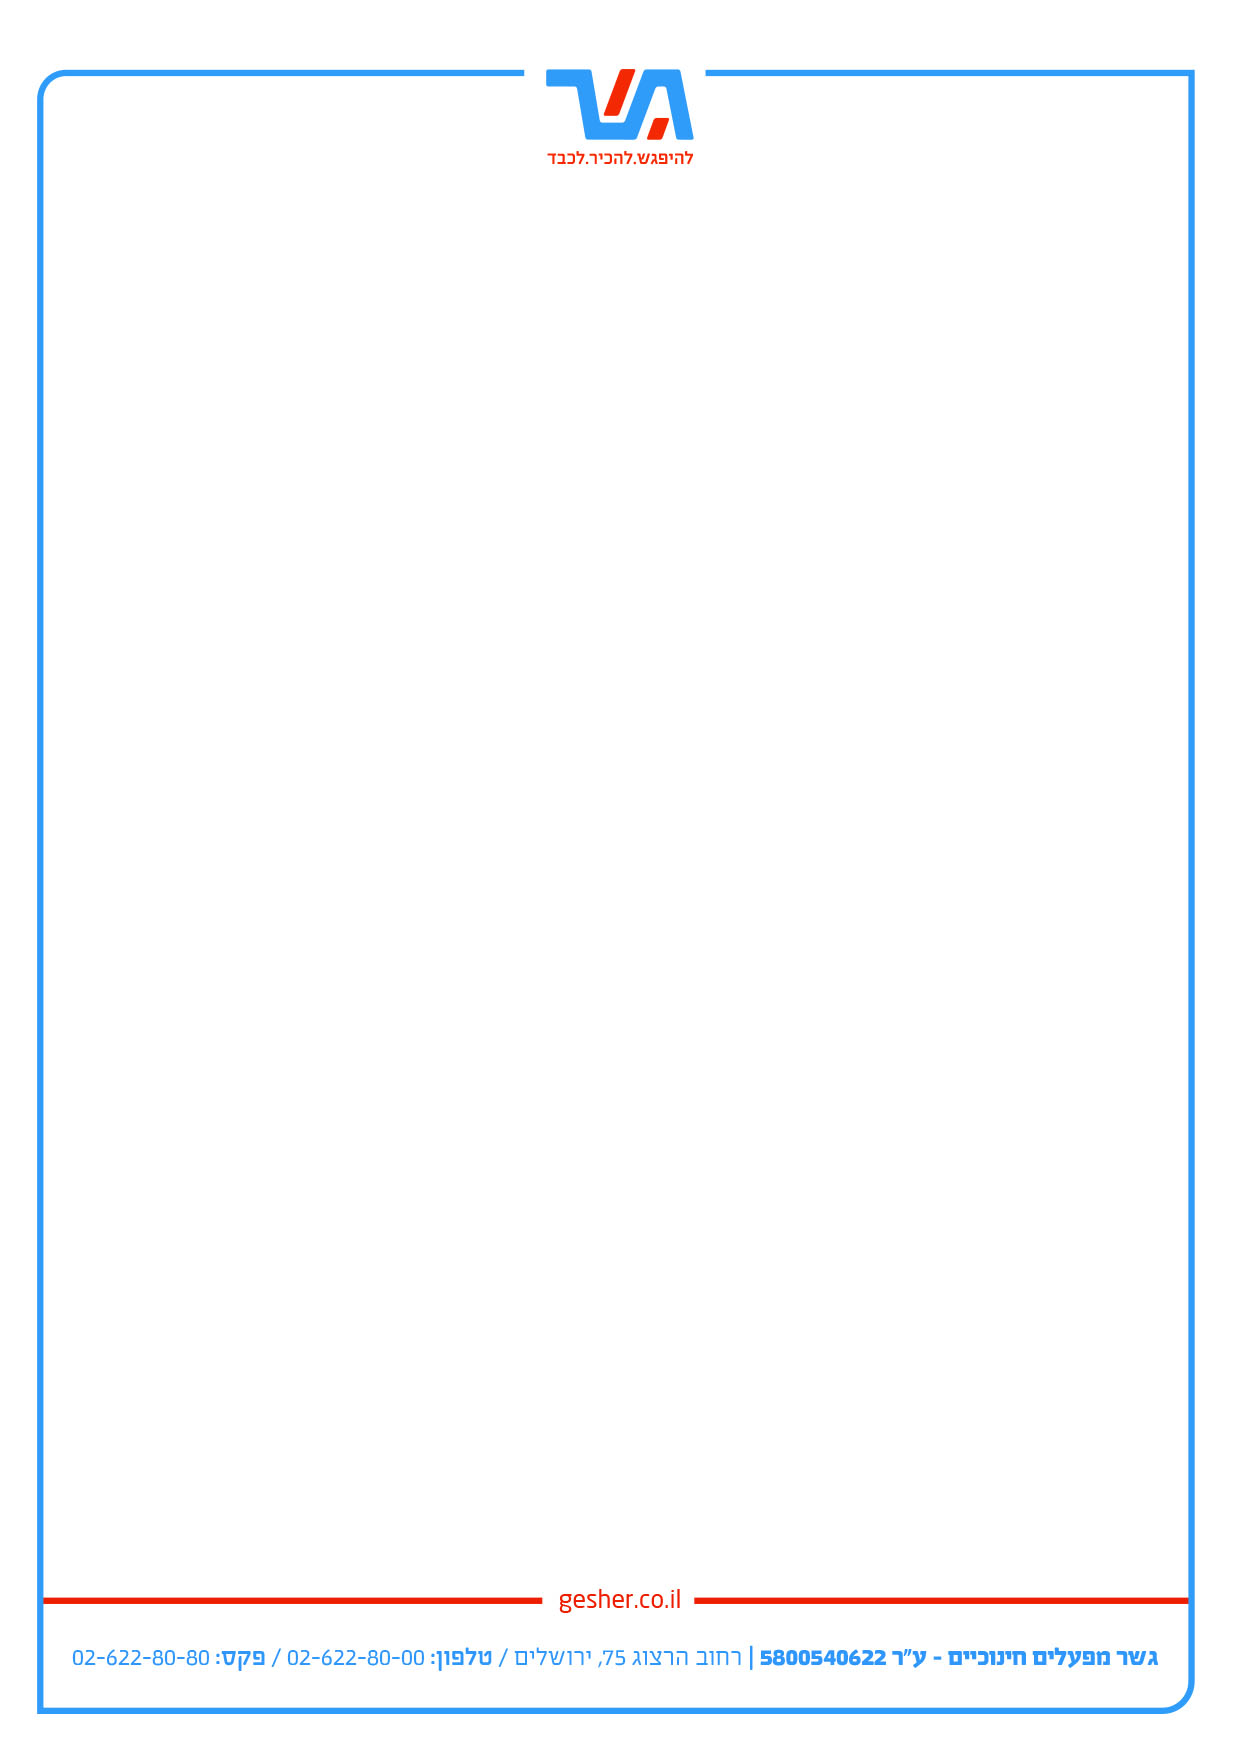 גשר
להיפגש.להכיר.לכבד
gesher.co.il
גשר מפעלים חינוכיים - ע"ר 5800540622 | רחוב הרצוג 75, ירושלים / טלפון: 02-622-80-00 / פקס: 02-622-80-80